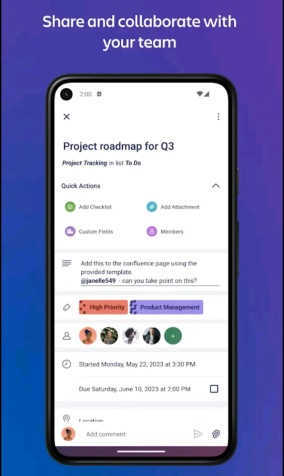 Share and collaborate with
your team
2:00
Project roadmap for Q3
Project Tracking in list To Do
Quick Actions
Add Checklist
Add Attachment
Custom Fields
Members
Add this to the confluence page using the
provided template.
@janelle549 - can you take point on this?
High Priority
Product Management
Started Monday, May 22, 2023 at 3:30 PM
Due Saturday, June 10, 2023 at 2:00 PM
Location
Add comment